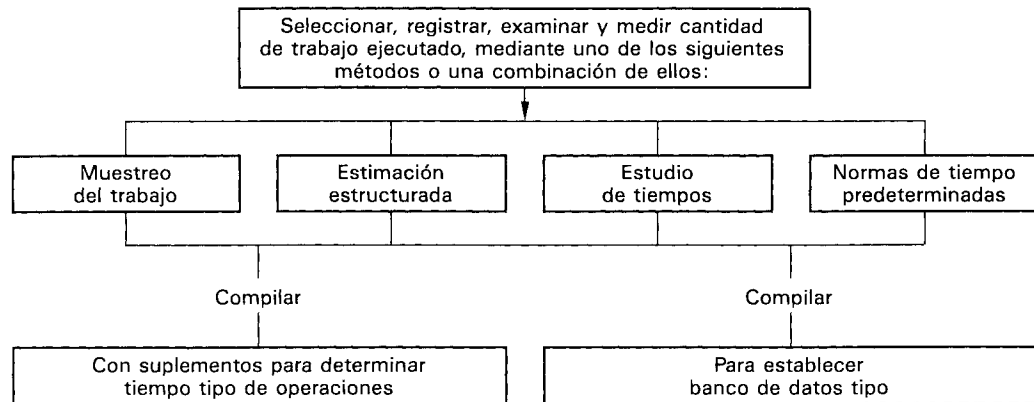 Seleccionar, registrar, examinar y medir cantidad
de trabajo ejecutado, mediante uno de los siguientes
métodos o una combinación de ellos:
Muestreo
del trabajo
Estimación
estructurada
Estudio
de tiempos
Normas de tiempo
predeterminadas
Compilar
Compilar
Con suplementos para determinar
tiempo tipo de operaciones
Para establecer
banco de datos tipo